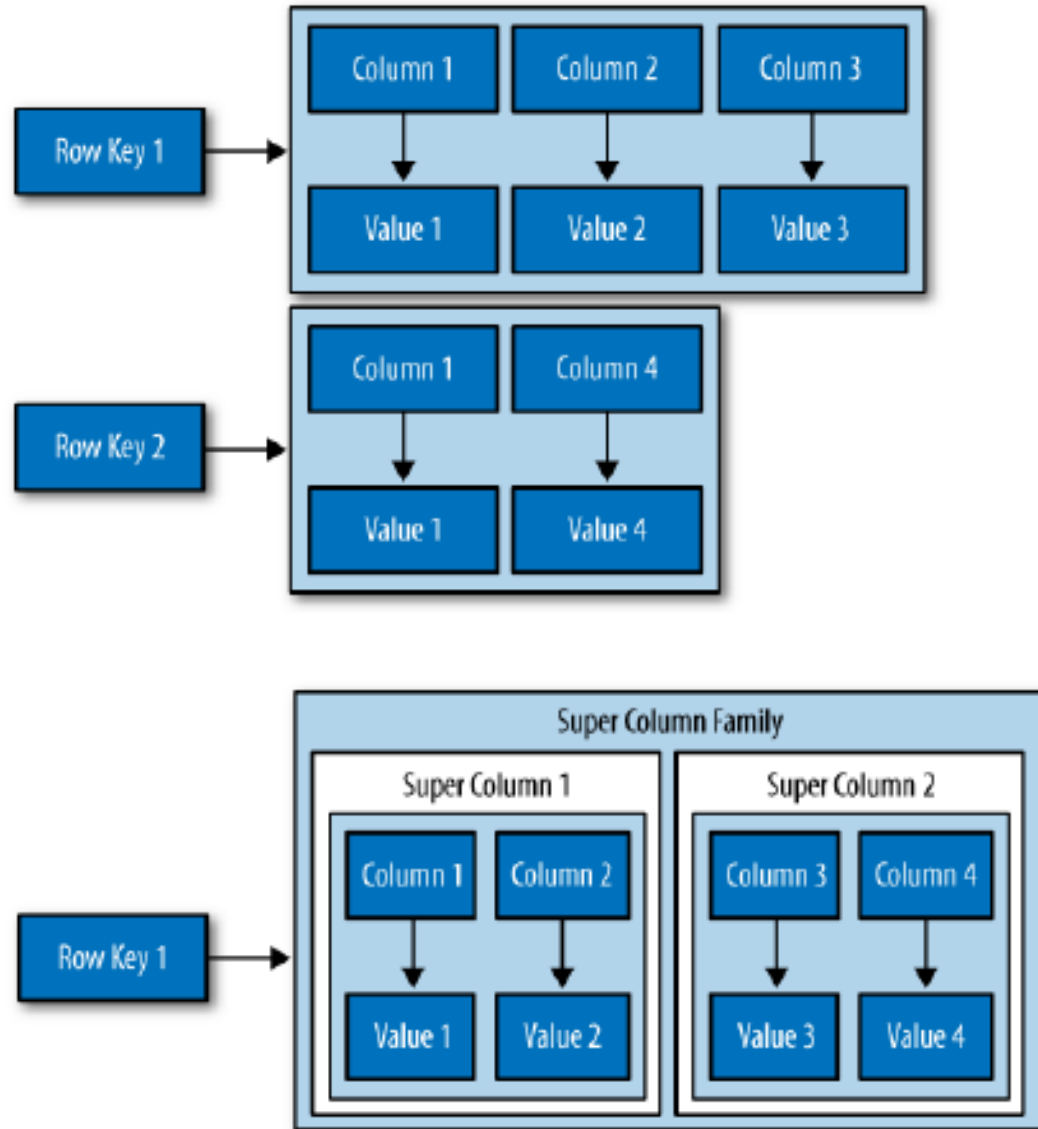 Column 1
Column 2
Column 3
Row Key 1
Value 1
Value 2
Value 3
Column 1
Column 4
Row Key 2
Value 1
Value 4
Super Column Family
Super Column 1
Super Column 2
Column 1
Column 2
Column 3
Column 4
Row Key 1
Value 1
Value 2
Value 3
Value 4